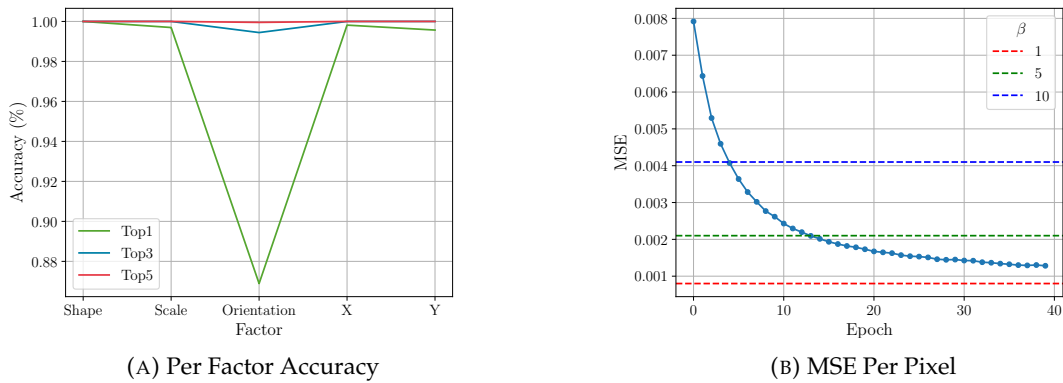 1.00
0.98
0.96
0.94
0.92
0.90
0.88
Accuracy (%)
Top1
Top3
Top5
Shape Scale Orientation X Y
Factor
(A) Per Factor Accuracy
0.008
0.007
0.006
0.005
0.004
0.003
0.002
0.001
MSE
β
1
5
10
0 10 20 30 40
Epoch
(B) MSE Per Pixel